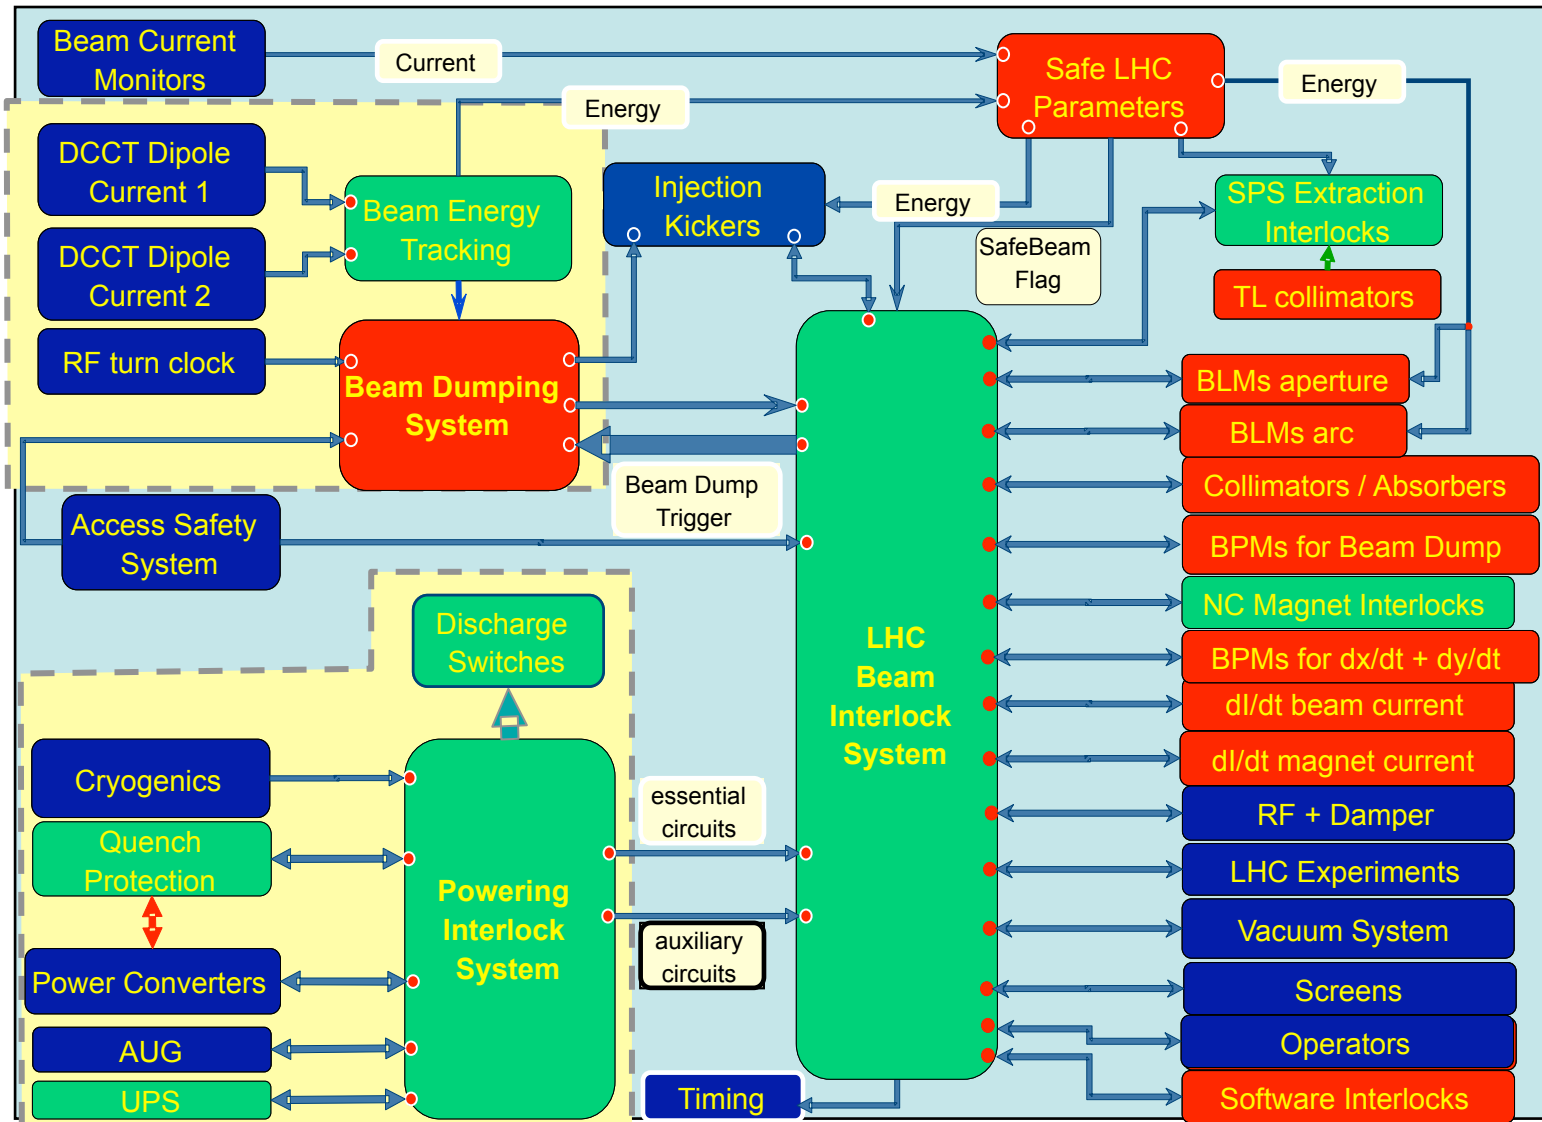 Beam Current
Monitors
Current
Safe LHC
Parameters
Energy
Energy
DCCT Dipole
Current 1
Beam Energy
Tracking
Injection
Kickers
Energy
SPS Extraction
Interlocks
DCCT Dipole
Current 2
SafeBeam
Flag
TL collimators
RF turn clock
Beam Dumping
System
BLMs aperture
BLMs arc
Beam Dump
Trigger
Collimators / Absorbers
Access Safety
System
BPMs for Beam Dump
NC Magnet Interlocks
Discharge
Switches
LHC
Beam
Interlock
System
BPMs for dx/dt + dy/dt
dI/dt beam current
dI/dt magnet current
Cryogenics
essential
circuits
RF + Damper
Quench
Protection
LHC Experiments
Powering
Interlock
System
auxiliary
circuits
Vacuum System
Power Converters
Screens
AUG
Operators
UPS
Timing
Software Interlocks